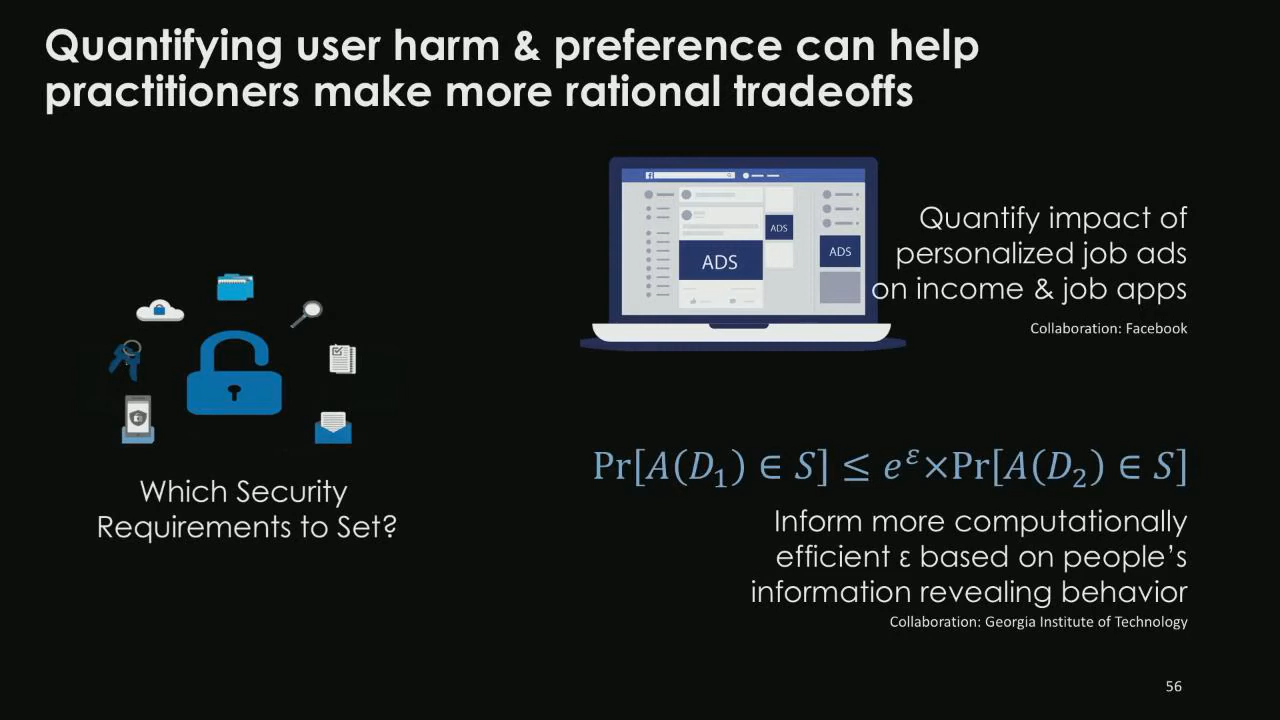 Quantifying user harm & preference can help
practitioners make more rational tradeoffs
f
ADS
ADS
ADS
Quantify impact of
personalized job ads
on income & job apps
Collaboration: Facebook
Which Security
Requirements to Set?
Pr[A(D₁) ∈ S] ≤ e^ε×Pr[A(D₂) ∈ S]
Inform more computationally
efficient ε based on people’s
information revealing behavior
Collaboration: Georgia Institute of Technology
56